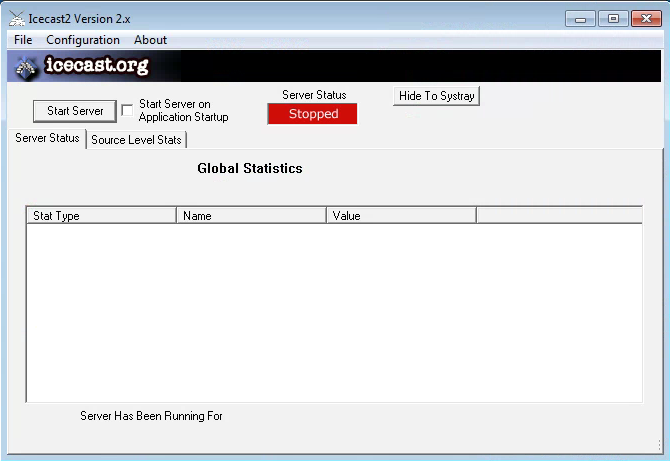 Icecast2 Version 2.x
File Configuration About
icecast.org
Start Server
Start Server on
Application Startup
Server Status
Stopped
Hide To Systray
Server Status Source Level Stats
Global Statistics
Stat Type Name Value
Server Has Been Running For